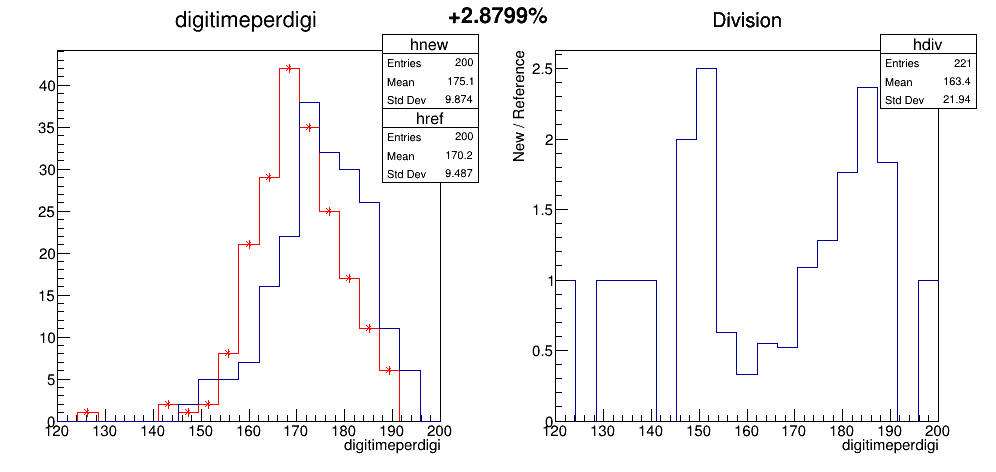 digitimeperdigi
+2.8799%
Division
hnew
Entries 200
Mean 175.1
Std Dev 9.874
href
Entries 200
Mean 170.2
Std Dev 9.487
40
35
30
25
20
15
10
5
0
120 130 140 150 160 170 180 190 200
digitimeperdigi
hdiv
Entries 221
Mean 163.4
Std Dev 21.94
New / Reference
2.5
2
1.5
1
0.5
0
120 130 140 150 160 170 180 190 200
digitimeperdigi